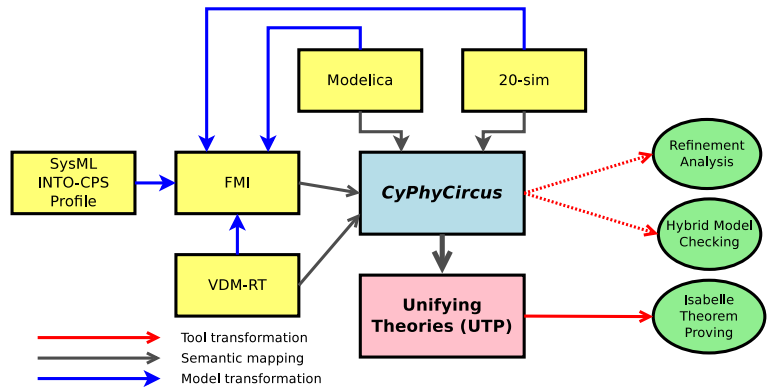 Modelica
20-sim
SysML
INTO-CPS
Profile
FMI
CyPhyCircus
Refinement
Analysis
Hybrid Model
Checking
VDM-RT
Unifying
Theories (UTP)
Isabelle
Theorem
Proving
Tool transformation
Semantic mapping
Model transformation